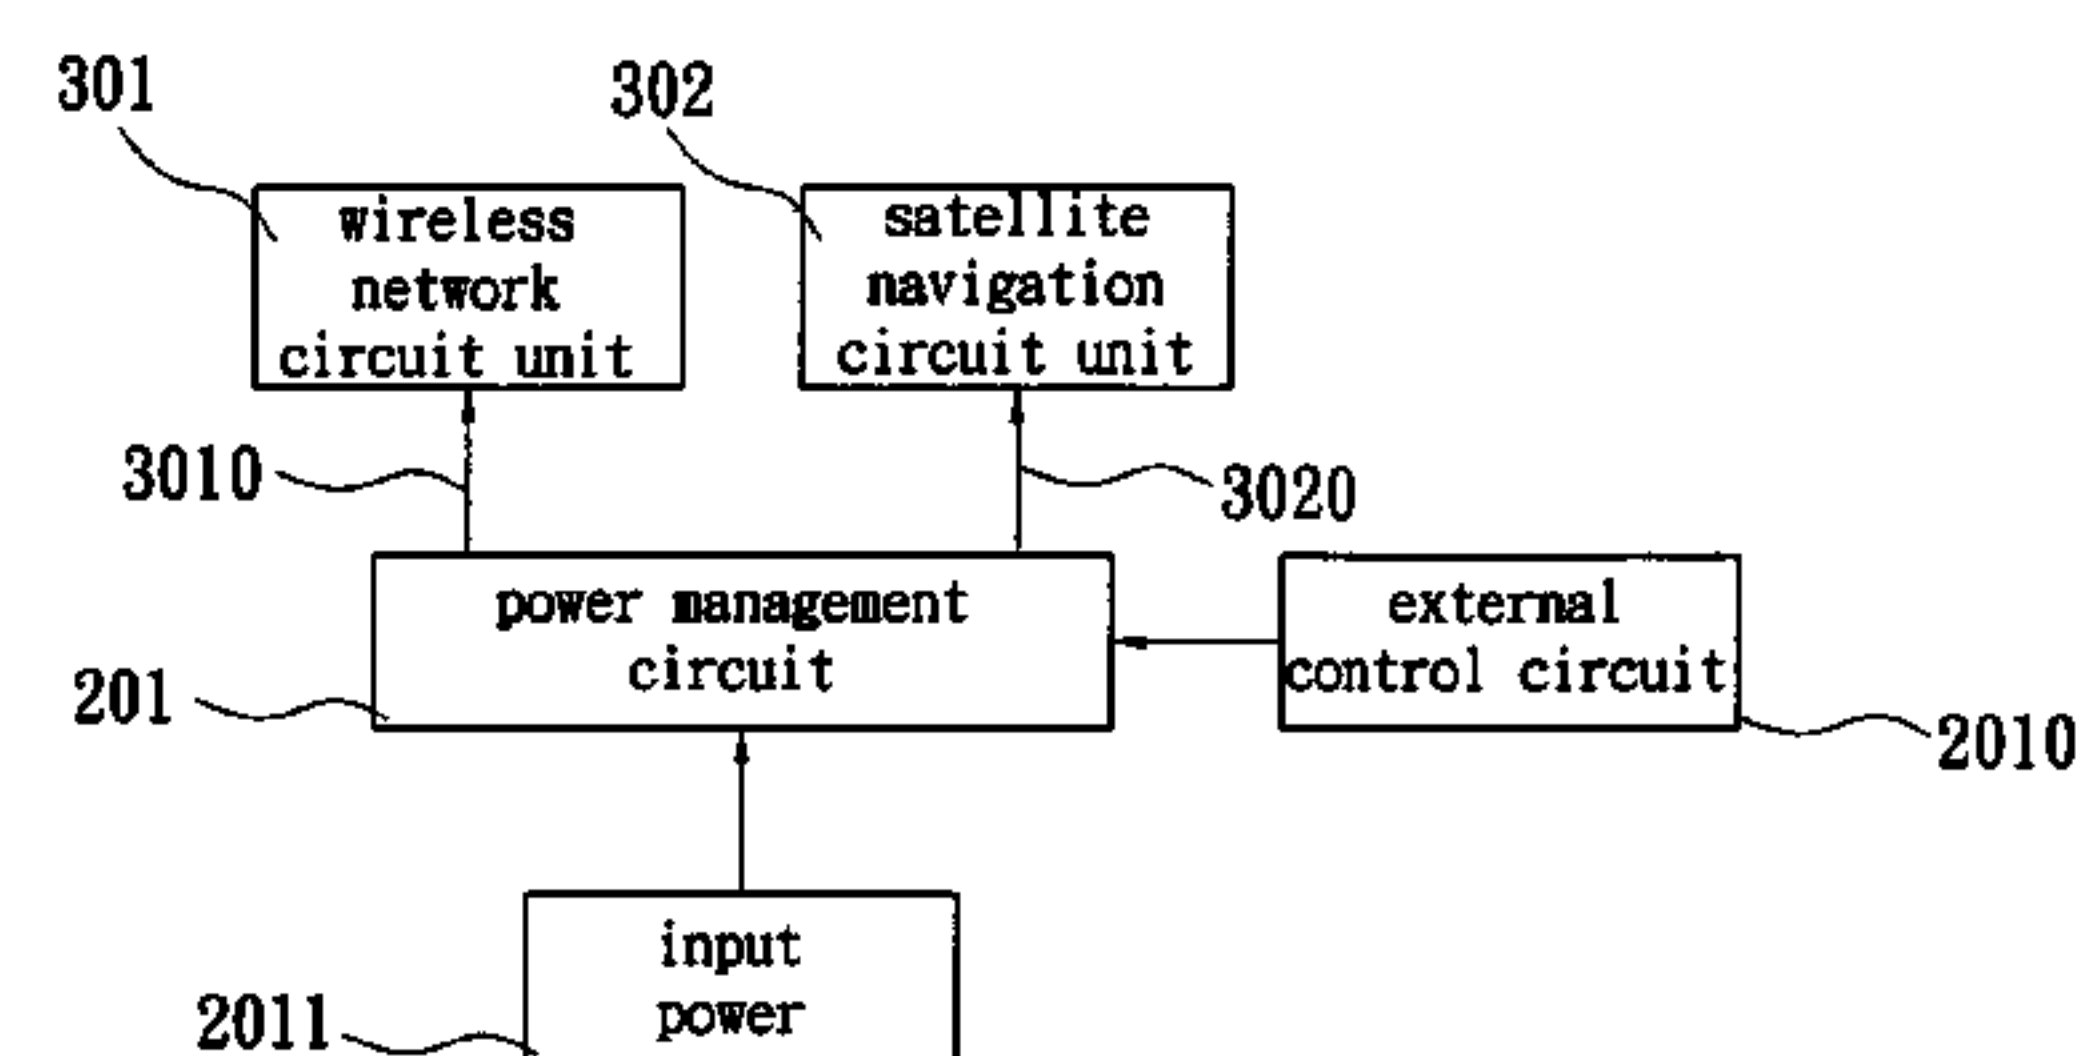 301
302
wireless
network
circuit unit
satellite
navigation
circuit unit
3010
3020
power management
circuit
external
control circuit
201
2010
input
power
2011